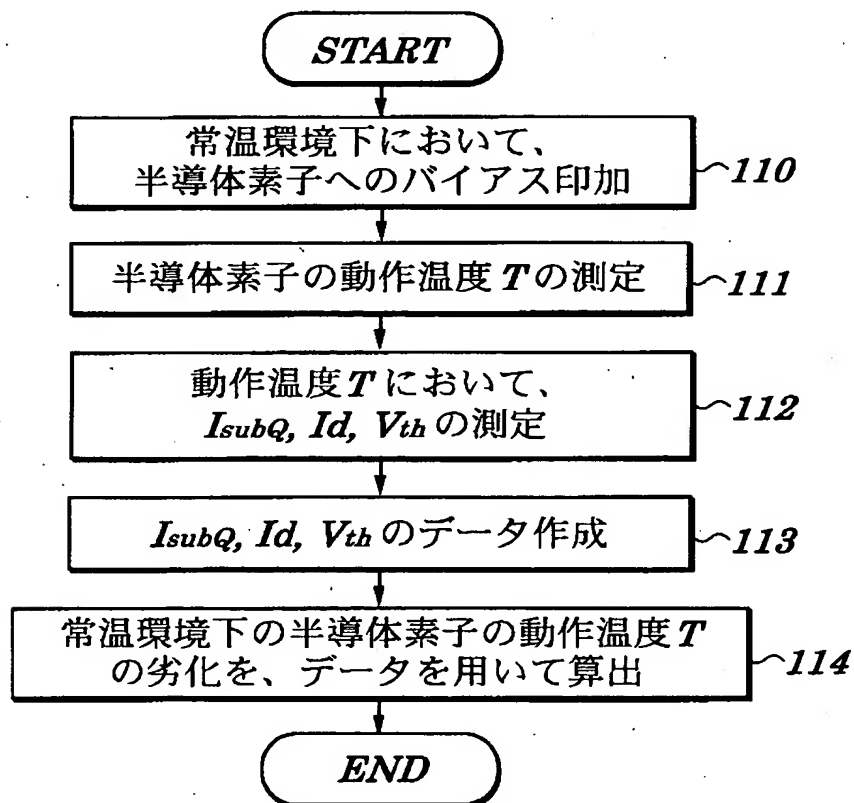 START
常温環境下において、
半導体素子へのバイアス印加
110
半導体素子の動作温度Tの測定
111
動作温度Tにおいて、
IsubQ, Id, Vthの測定
112
IsubQ, Id, Vthのデータ作成
113
常温環境下の半導体素子の動作温度T
の劣化を、データを用いて算出
114
END